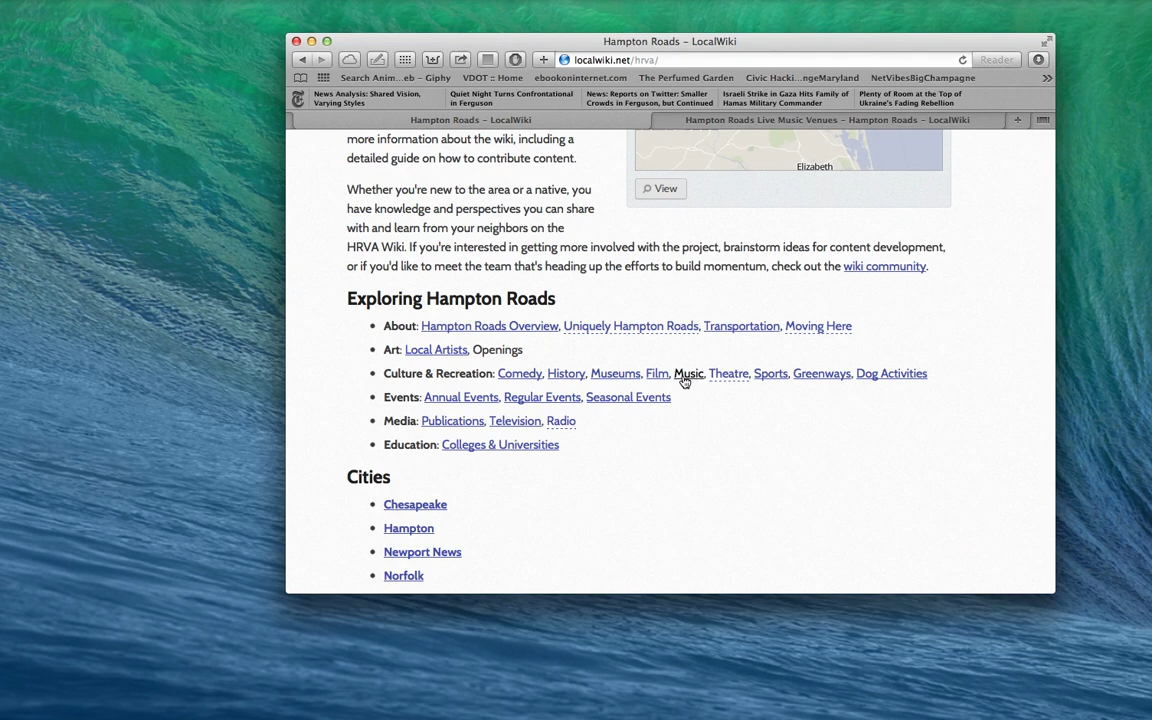 Hampton Roads – LocalWiki
localwiki.net/hrva/
Reader
Search Anim...eb – Giphy
VDOT :: Home
ebookoninternet.com
The Perfumed Garden
Civic Hacki...ngeMaryland
NetVibesBigChampagne
News Analysis: Shared Vision,
Varying Styles
Quiet Night Turns Confrontational
in Ferguson
News: Reports on Twitter: Smaller
Crowds in Ferguson, but Continued
Israeli Strike in Gaza Hits Family of
Hamas Military Commander
Plenty of Room at the Top of
Ukraine's Fading Rebellion
Hampton Roads – LocalWiki
Hampton Roads Live Music Venues – Hampton Roads – LocalWiki
more information about the wiki, including a
detailed guide on how to contribute content.
Elizabeth
View
Whether you're new to the area or a native, you
have knowledge and perspectives you can share
with and learn from your neighbors on the
HRVA Wiki. If you're interested in getting more involved with the project, brainstorm ideas for content development,
or if you'd like to meet the team that's heading up the efforts to build momentum, check out the wiki community.
Exploring Hampton Roads
• About: Hampton Roads Overview, Uniquely Hampton Roads, Transportation, Moving Here
• Art: Local Artists, Openings
• Culture & Recreation: Comedy, History, Museums, Film, Music, Theatre, Sports, Greenways, Dog Activities
• Events: Annual Events, Regular Events, Seasonal Events
• Media: Publications, Television, Radio
• Education: Colleges & Universities
Cities
• Chesapeake
• Hampton
• Newport News
• Norfolk